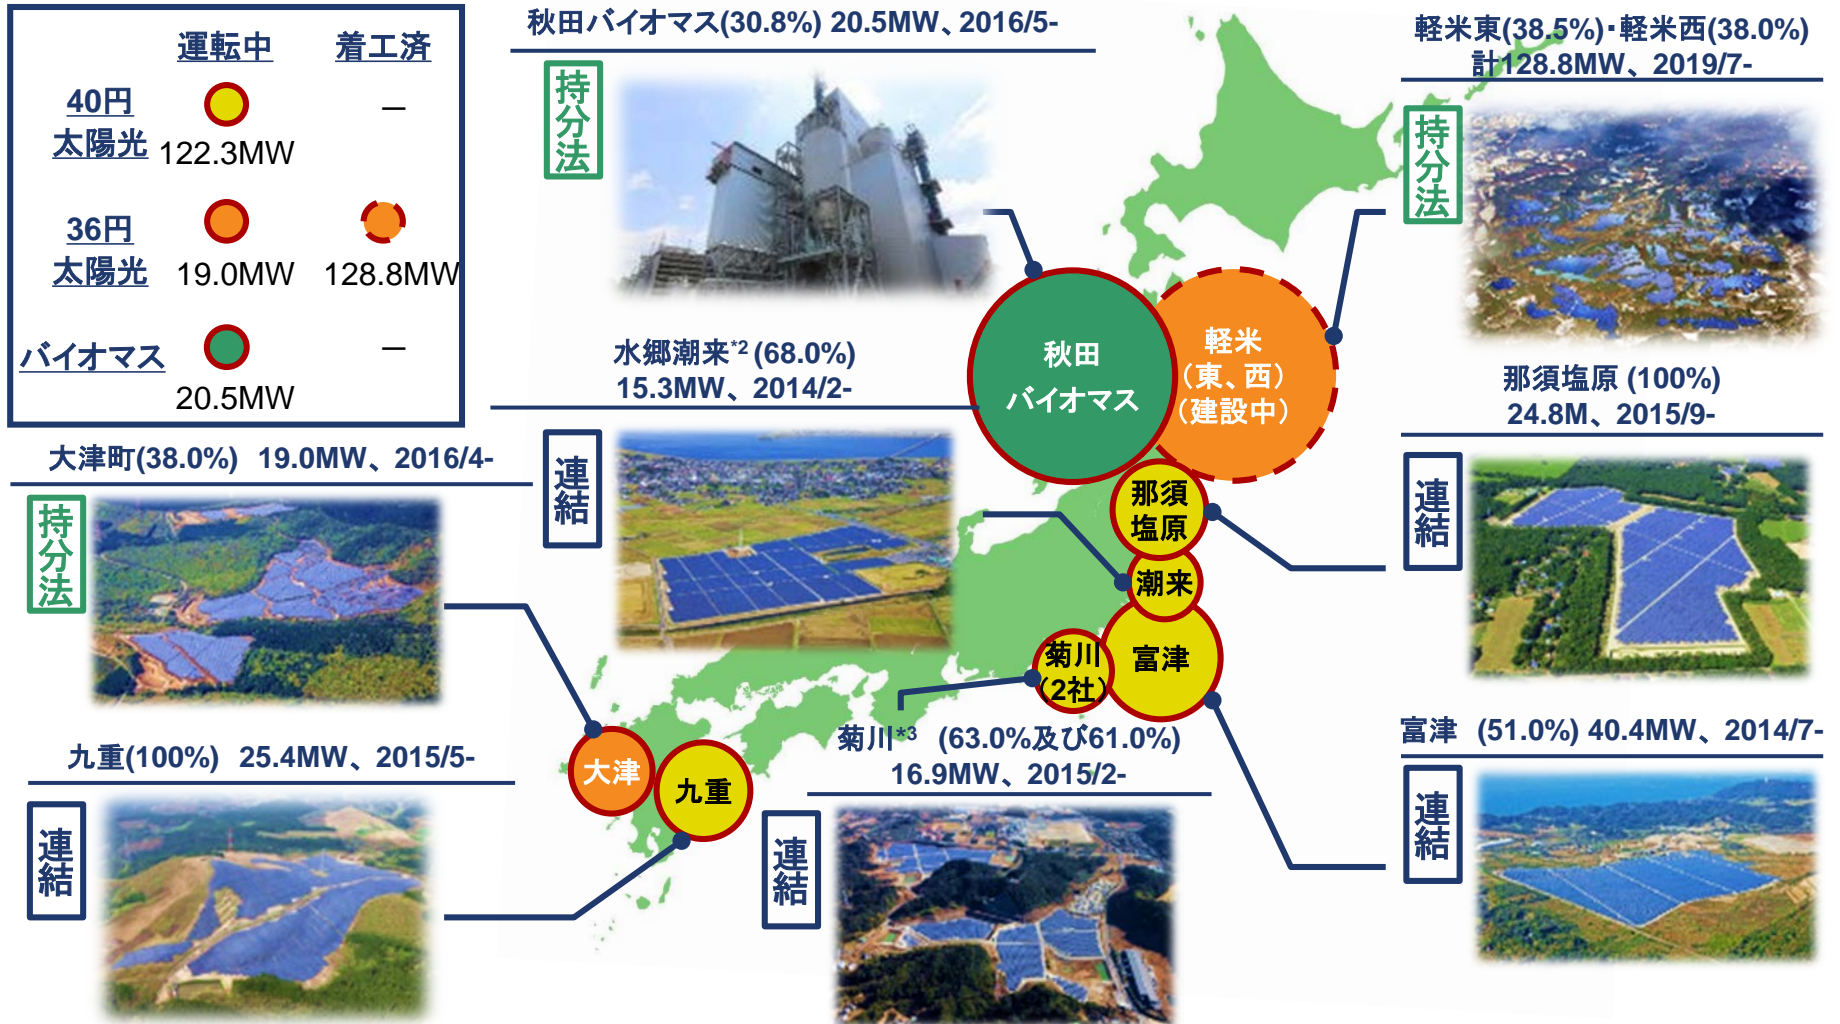 運転中 着工済
40円
太陽光
122.3MW
–
36円
太陽光
19.0MW 128.8MW
バイオマス
20.5MW
–
秋田バイオマス(30.8%) 20.5MW、2016/5-
持分法
軽米東(38.5%)・軽米西(38.0%)
計128.8MW、2019/7-
持分法
水郷潮来*2 (68.0%)
15.3MW、2014/2-
連結
那須塩原 (100%)
24.8M、2015/9-
連結
大津町(38.0%) 19.0MW、2016/4-
持分法
秋田
バイオマス
軽米
(東、西)
(建設中)
那須
塩原
潮来
富津
菊川
(2社)
大津
九重
九重(100%) 25.4MW、2015/5-
連結
菊川*3 (63.0%及び61.0%)
16.9MW、2015/2-
連結
富津 (51.0%) 40.4MW、2014/7-
連結